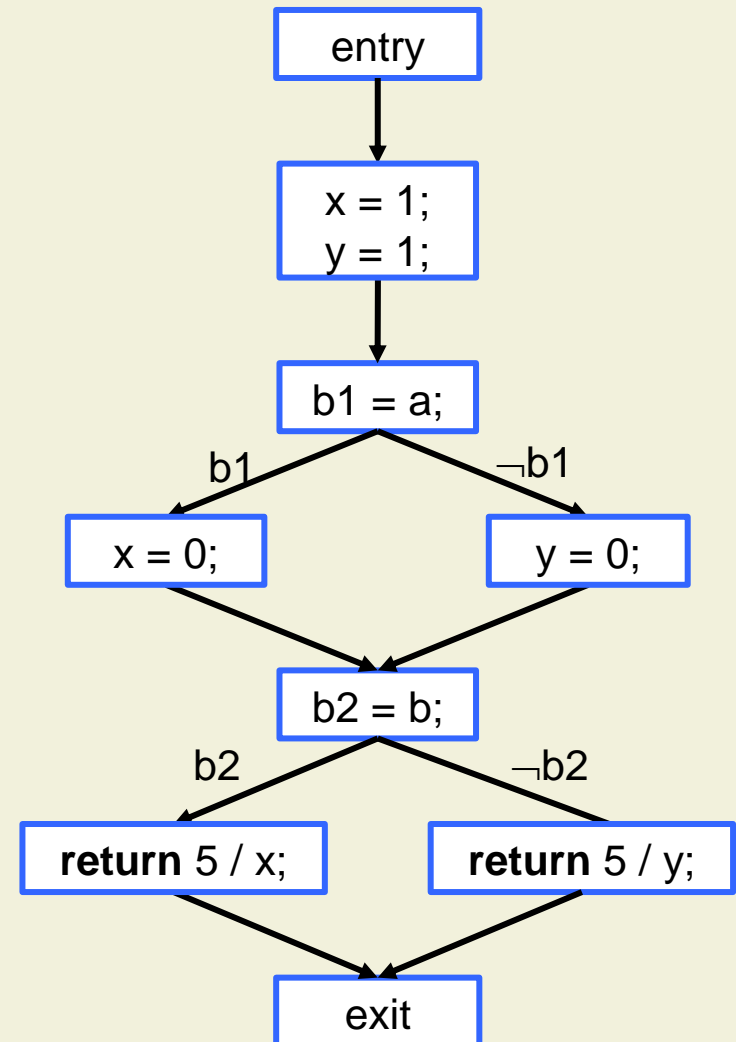 entry
x = 1;
y = 1;
b1 = a;
b1
¬b1
x = 0;
y = 0;
b2 = b;
b2
¬b2
return 5 / x;
return 5 / y;
exit